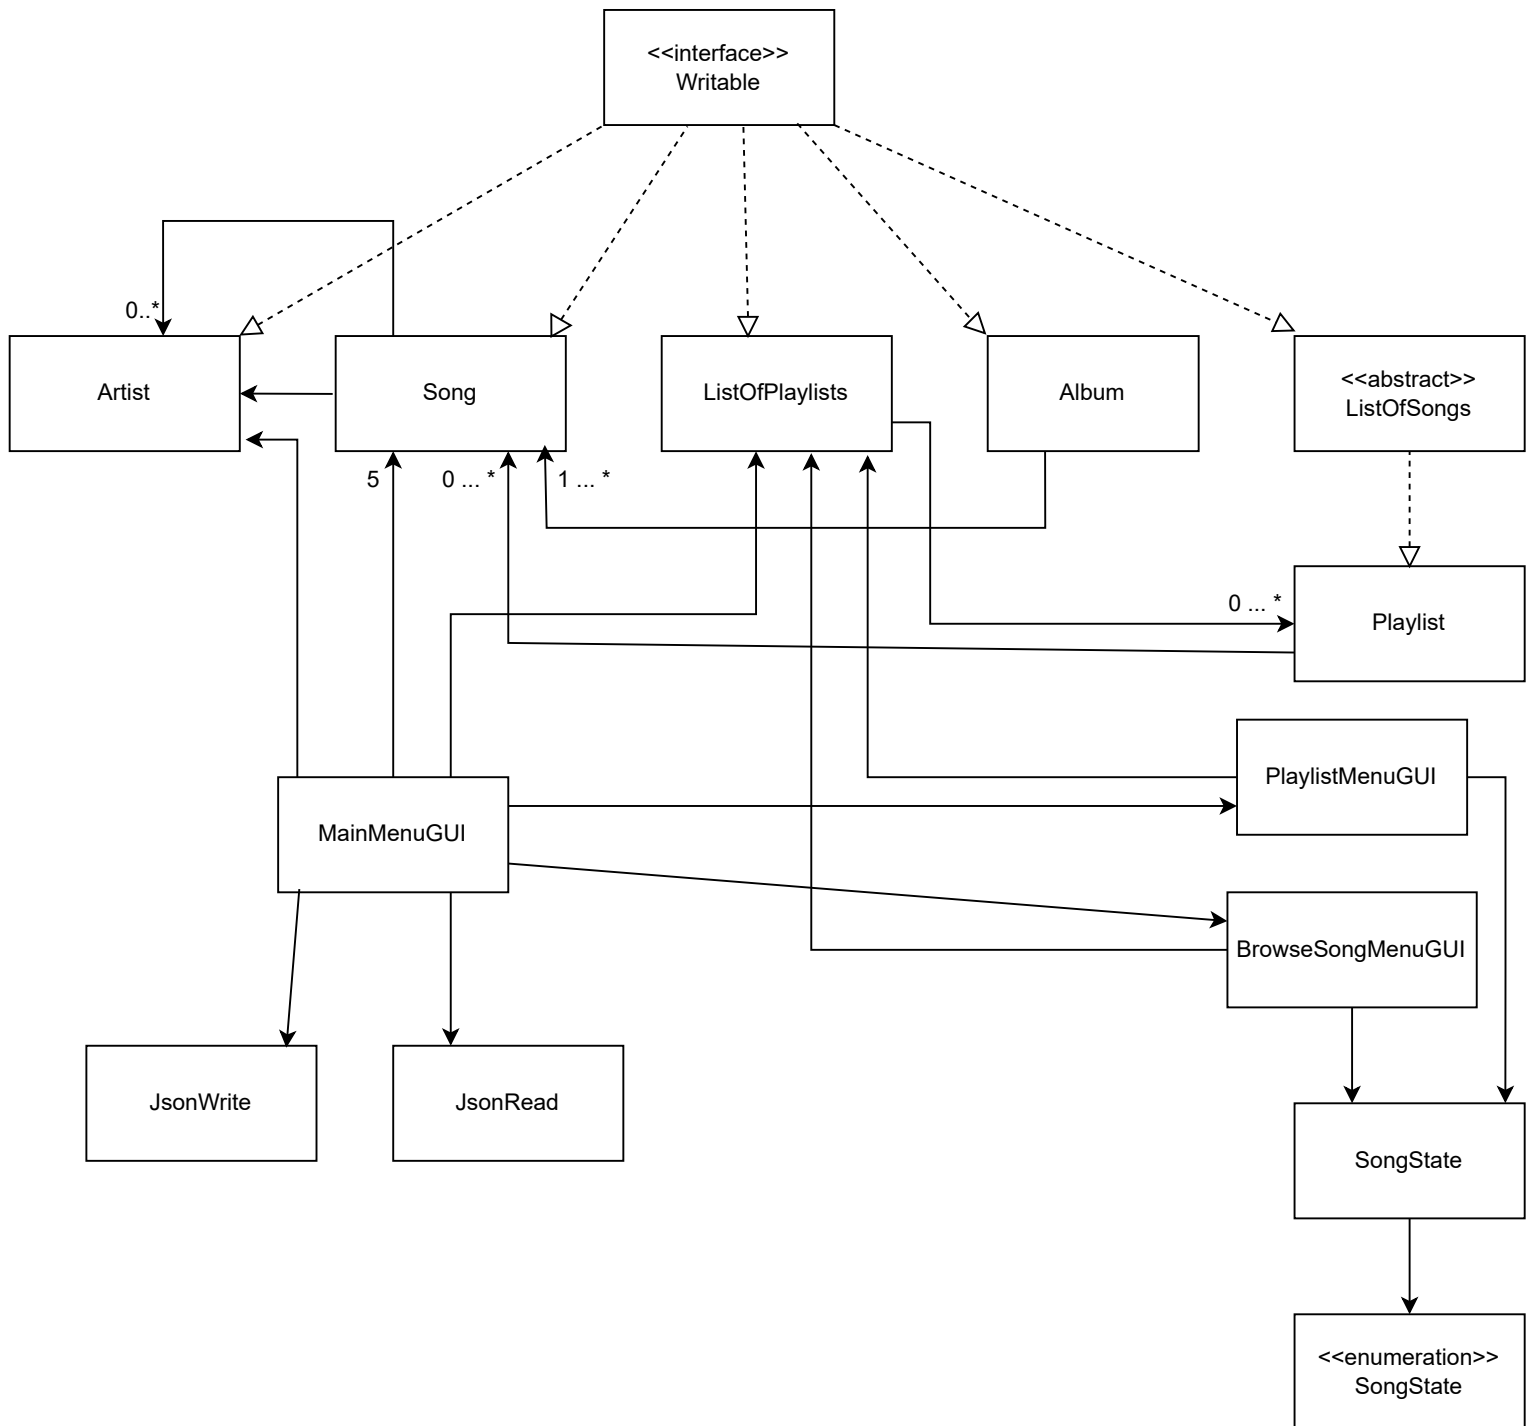 <<interface>>
Writable
0..*
Artist
Song
ListOfPlaylists
Album
<<abstract>>
ListOfSongs
5
0 ... *
1 ... *
0 ... *
Playlist
PlaylistMenuGUI
MainMenuGUI
BrowseSongMenuGUI
JsonWrite
JsonRead
SongState
<<enumeration>>
SongState